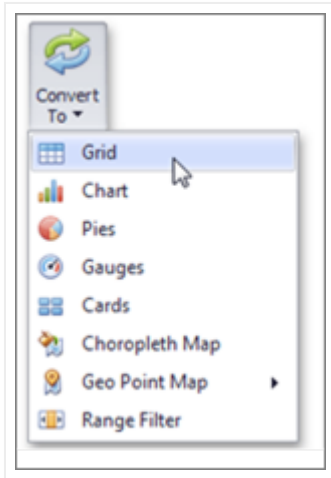 Convert
To
Grid
Chart
Pies
Gauges
Cards
Choropleth Map
Geo Point Map
Range Filter